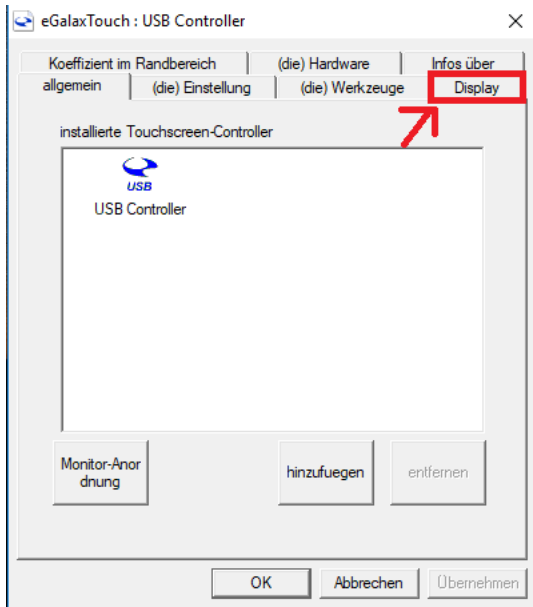 eGalaxTouch : USB Controller
Koeffizient im Randbereich (die) Hardware Infos über
allgemein (die) Einstellung (die) Werkzeuge Display
installierte Touchscreen-Controller
USB
USB Controller
Monitor-Anor
dnung
hinzufuegen
entfernen
OK Abbrechen Übernehmen